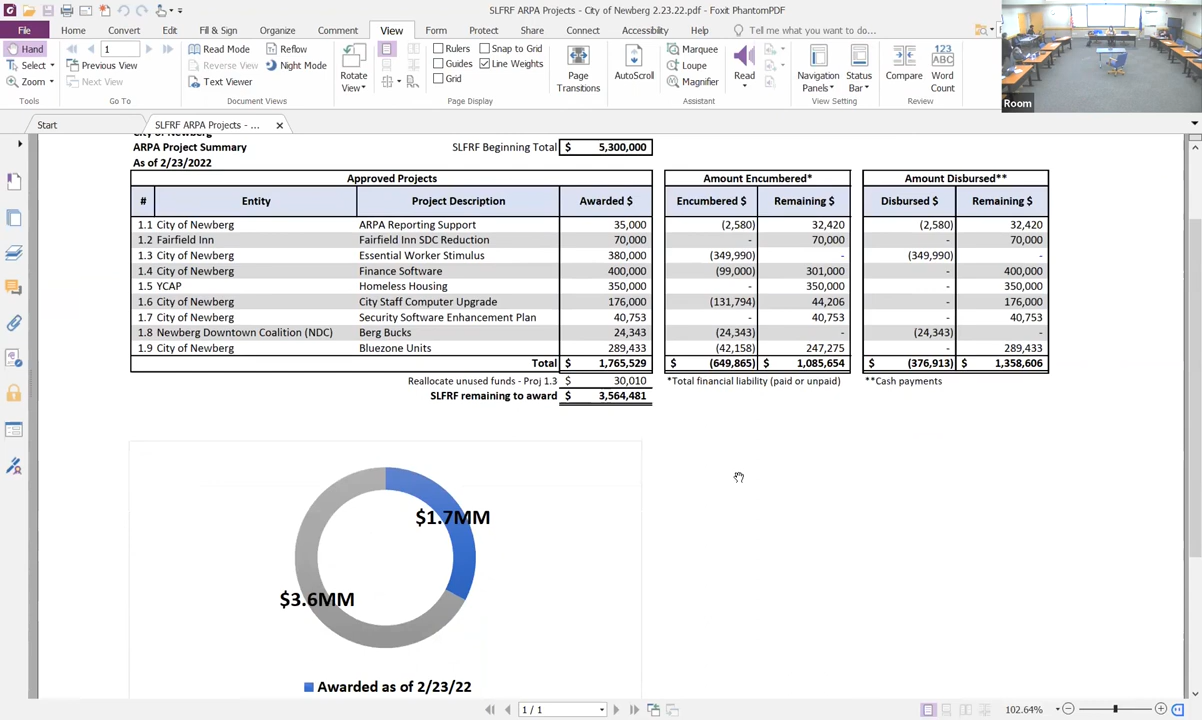 SLFRF ARPA Projects - City of Newberg 2.23.22.pdf - Foxit PhantomPDF
File Home Convert Edit Fill & Sign Organize Comment View Form Protect Share Connect Accessibility Help Tell me what you want to do...
Hand
Select
Zoom
Tools
1
Previous View
Next View
Go To
Read Mode
Reverse View
Text Viewer
Reflow
Night Mode
Document Views
Rotate View
Rulers
Guides
Grid
Snap to Grid
Line Weights
Page Display
Page Transitions
AutoScroll
Marquee
Loupe
Magnifier
Assistant
Read
Navigation Panels
Status Bar
View Setting
Compare
123 ABC
Word Count
Review
Room
Start
SLFRF ARPA Projects - ...
City of Newberg
ARPA Project Summary SLFRF Beginning Total $ 5,300,000
As of 2/23/2022
Approved Projects Amount Encumbered* Amount Disbursed**
# Entity Project Description Awarded $ Encumbered $ Remaining $ Disbursed $ Remaining $
1.1 City of Newberg ARPA Reporting Support 35,000 (2,580) 32,420 (2,580) 32,420
1.2 Fairfield Inn Fairfield Inn SDC Reduction 70,000 - 70,000 - 70,000
1.3 City of Newberg Essential Worker Stimulus 380,000 (349,990) - (349,990) -
1.4 City of Newberg Finance Software 400,000 (99,000) 301,000 - 400,000
1.5 YCAP Homeless Housing 350,000 - 350,000 - 350,000
1.6 City of Newberg City Staff Computer Upgrade 176,000 (131,794) 44,206 - 176,000
1.7 City of Newberg Security Software Enhancement Plan 40,753 - 40,753 - 40,753
1.8 Newberg Downtown Coalition (NDC) Berg Bucks 24,343 (24,343) - (24,343) -
1.9 City of Newberg Bluezone Units 289,433 (42,158) 247,275 - 289,433
Total $ 1,765,529 $ (649,865) $ 1,085,654 $ (376,913) $ 1,358,606
Reallocate unused funds - Proj 1.3 $ 30,010 *Total financial liability (paid or unpaid) **Cash payments
SLFRF remaining to award $ 3,564,481
$1.7MM
$3.6MM
Awarded as of 2/23/22
1 / 1
102.64%